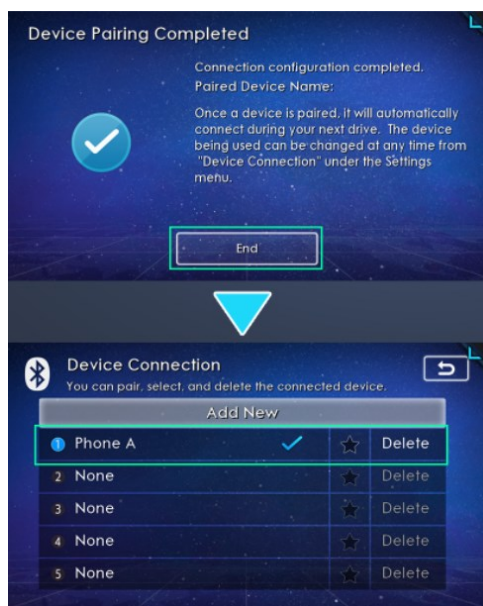 Device Pairing Completed
Connection configuration completed.
Paired Device Name:
Once a device is paired, it will automatically
connect during your next drive. The device
being used can be changed at any time from
"Device Connection" under the Settings
menu.
End
Device Connection
You can pair, select, and delete the connected device.
Add New
1 Phone A Delete
2 None Delete
3 None Delete
4 None Delete
5 None Delete